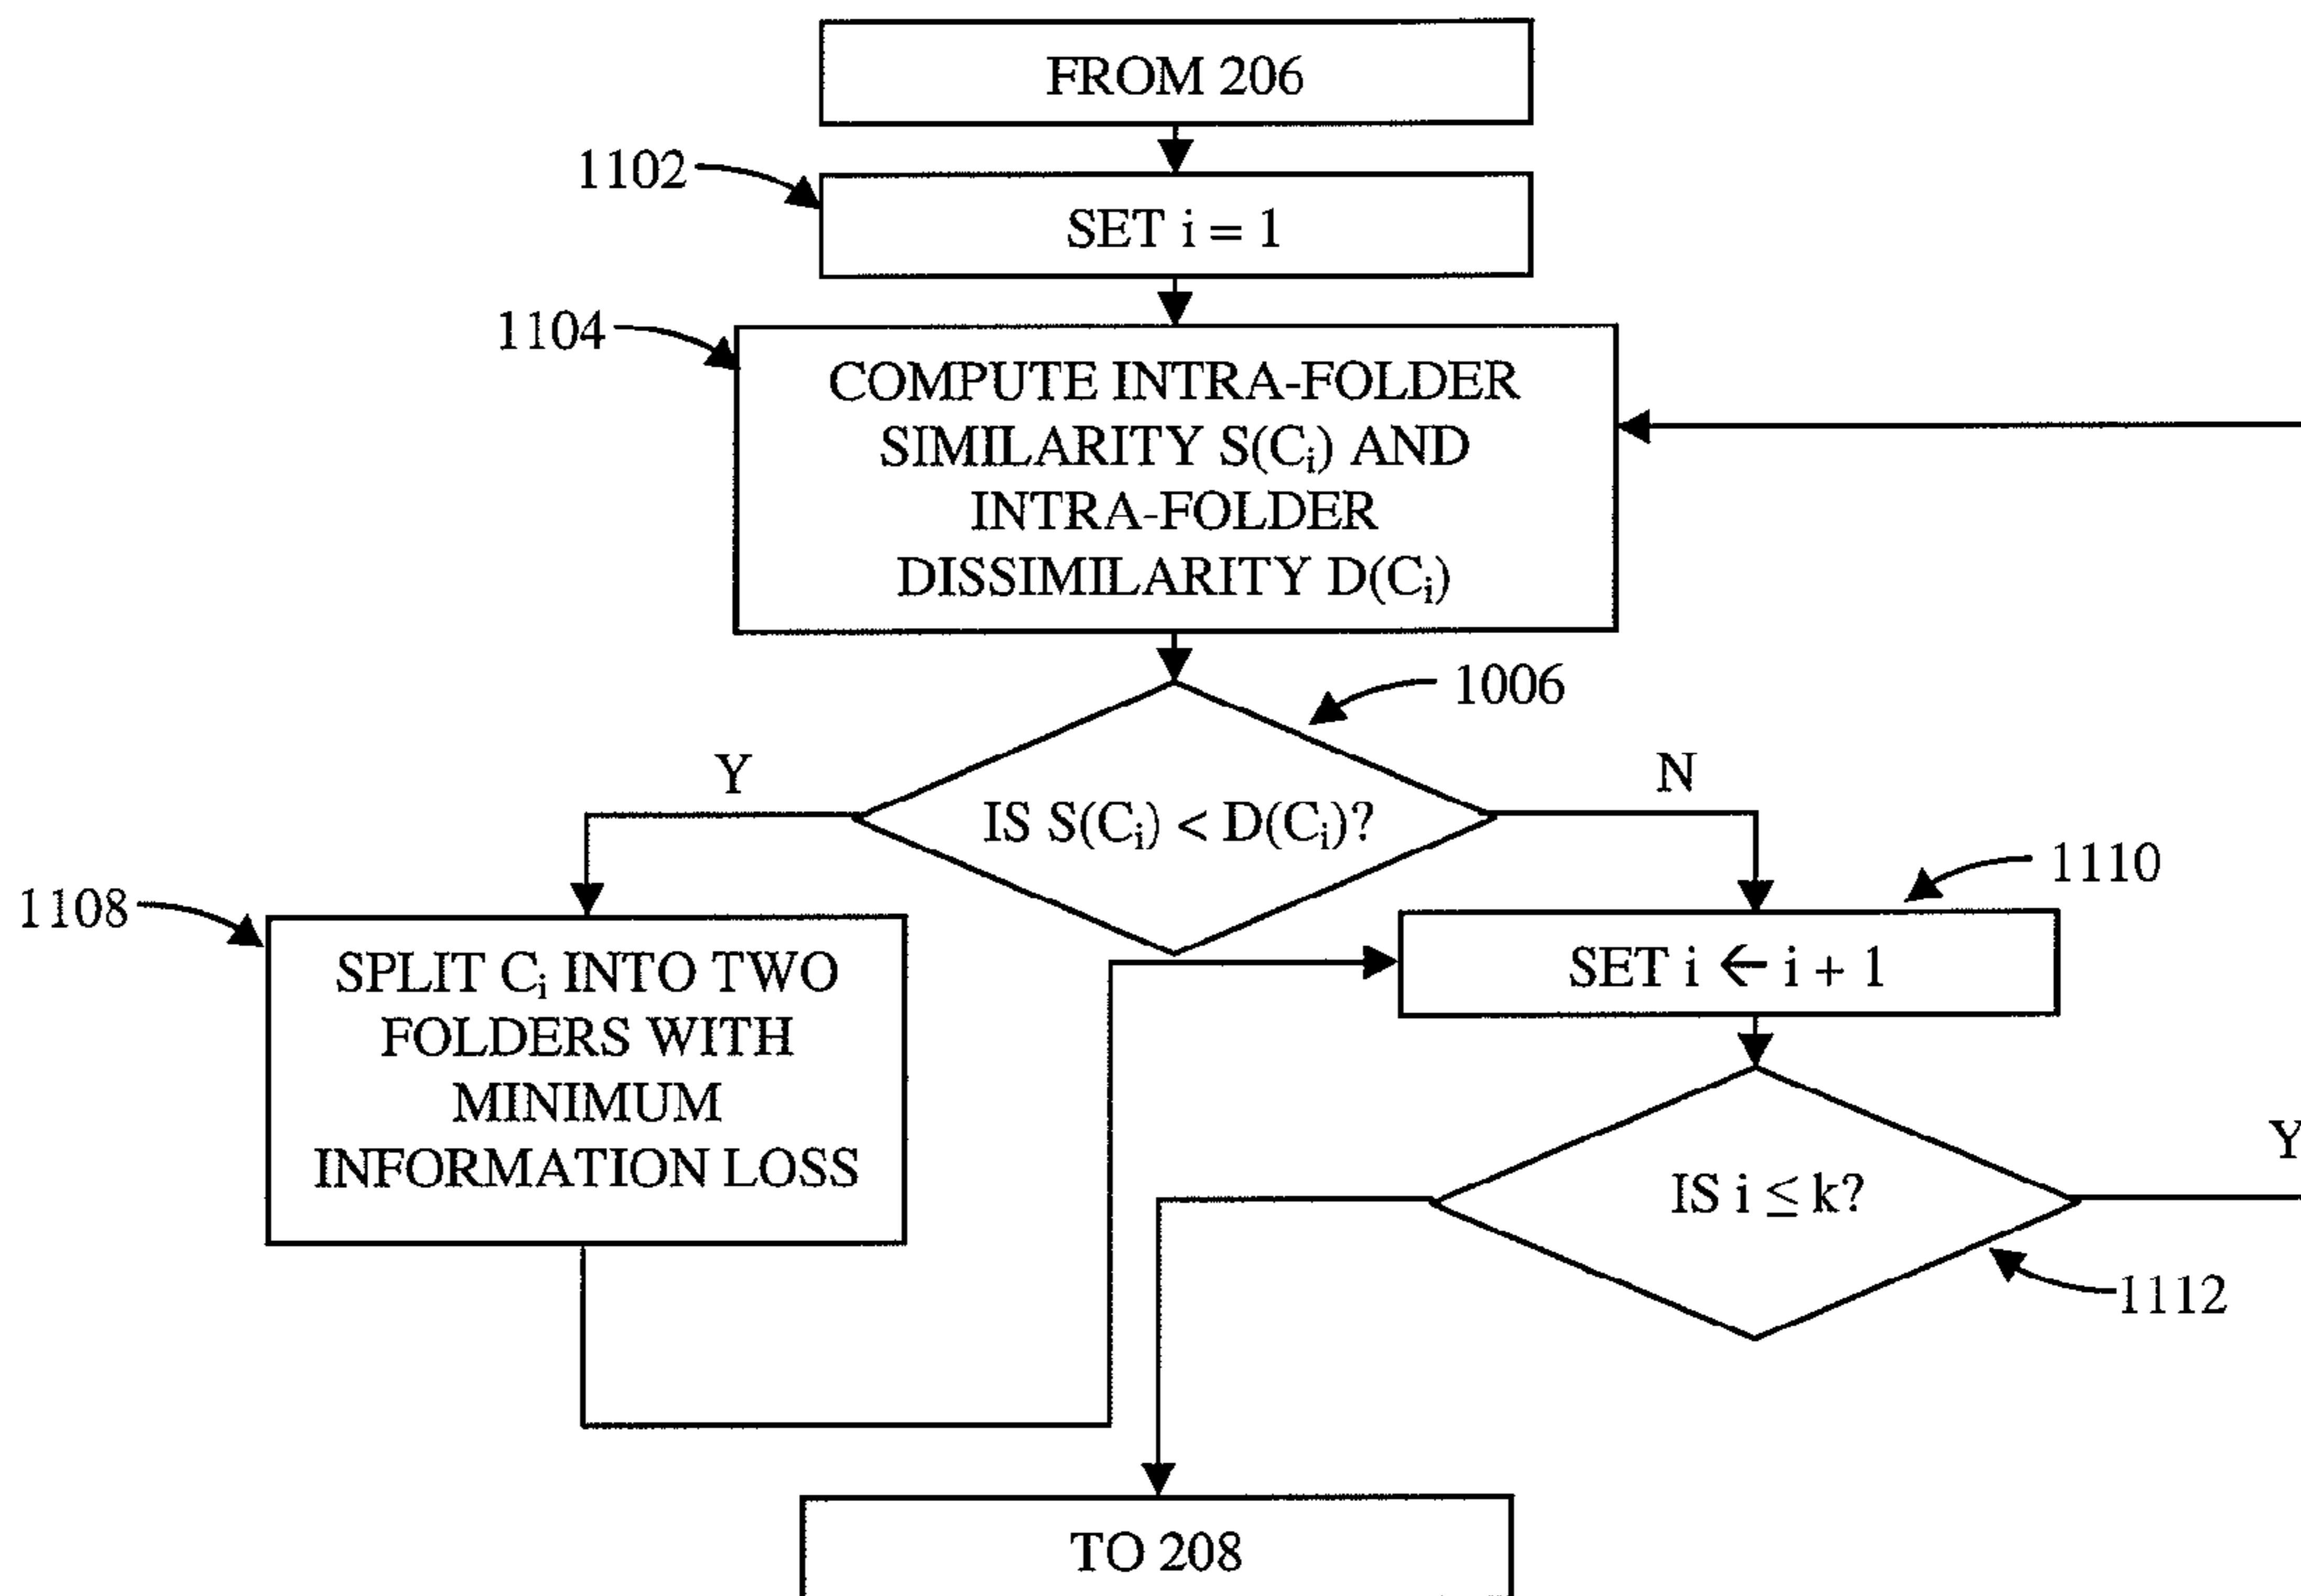 FROM 206
1102
SET i = 1
1104
COMPUTE INTRA-FOLDER
SIMILARITY S(Cᵢ) AND
INTRA-FOLDER
DISSIMILARITY D(Cᵢ)
1006
Y
N
IS S(Cᵢ) < D(Cᵢ)?
1110
1108
SPLIT Cᵢ INTO TWO
FOLDERS WITH
MINIMUM
INFORMATION LOSS
SET i ← i + 1
Y
IS i ≤ k?
1112
TO 208